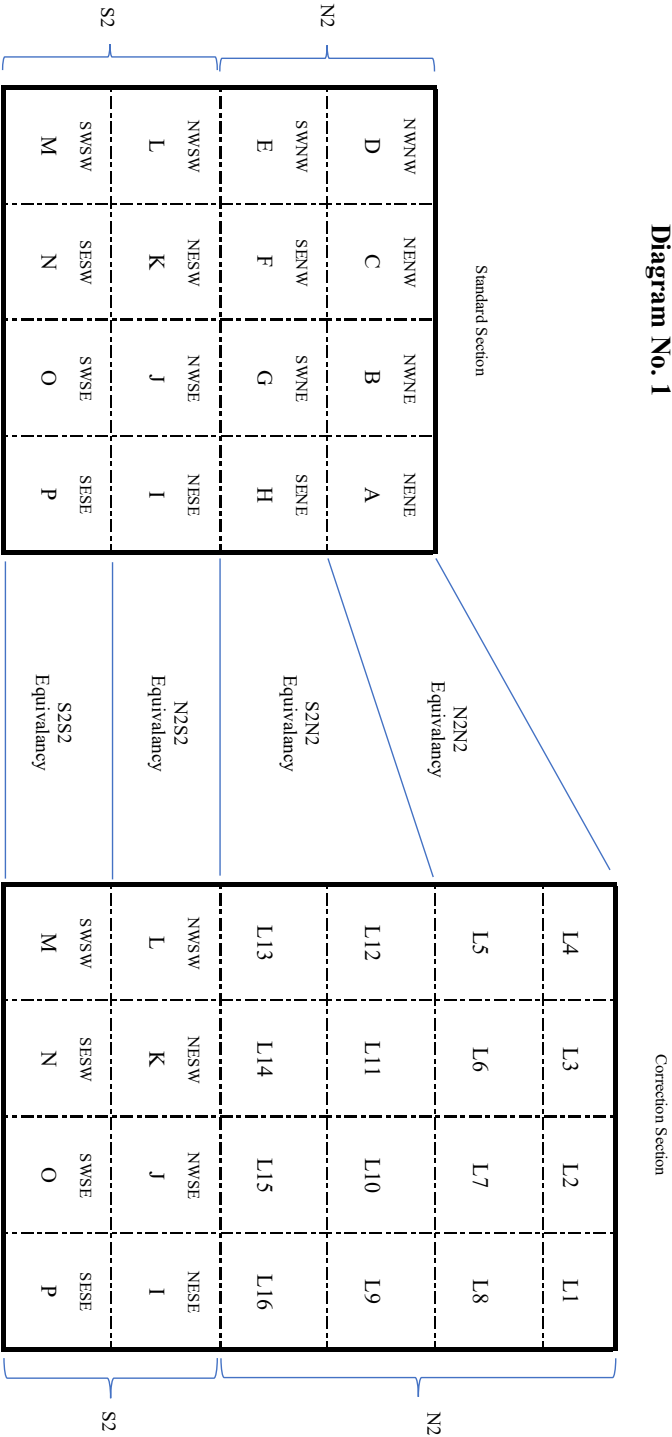 Diagram No. 1
Standard Section
Correction Section
N2
S2
NWNW
D
NENW
C
NWNE
B
NENE
A
SWNW
E
SENW
F
SWNE
G
SENE
H
NWSW
L
NESW
K
NWSE
J
NESE
I
SWSW
M
SESW
N
SWSE
O
SESE
P
N2N2
Equivalancy
S2N2
Equivalancy
N2S2
Equivalancy
S2S2
Equivalancy
L4
L3
L2
L1
L5
L6
L7
L8
L12
L11
L10
L9
L13
L14
L15
L16
NWSW
L
NESW
K
NWSE
J
NESE
I
SWSW
M
SESW
N
SWSE
O
SESE
P
N2
S2